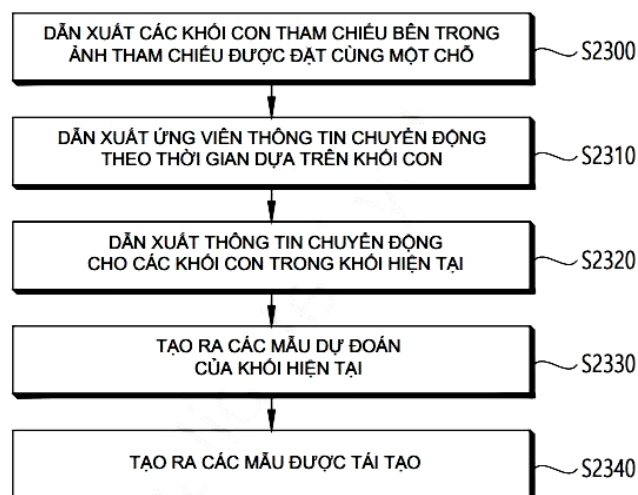 DẪN XUẤT CÁC KHỐI CON THAM CHIẾU BÊN TRONG
ẢNH THAM CHIẾU ĐƯỢC ĐẶT CÙNG MỘT CHỖ
S2300
DẪN XUẤT ỨNG VIÊN THÔNG TIN CHUYỂN ĐỘNG
THEO THỜI GIAN DỰA TRÊN KHỐI CON
S2310
DẪN XUẤT THÔNG TIN CHUYỂN ĐỘNG
CHO CÁC KHỐI CON TRONG KHỐI HIỆN TẠI
S2320
TẠO RA CÁC MẪU DỰ ĐOÁN
CỦA KHỐI HIỆN TẠI
S2330
TẠO RA CÁC MẪU ĐƯỢC TÁI TẠO
S2340